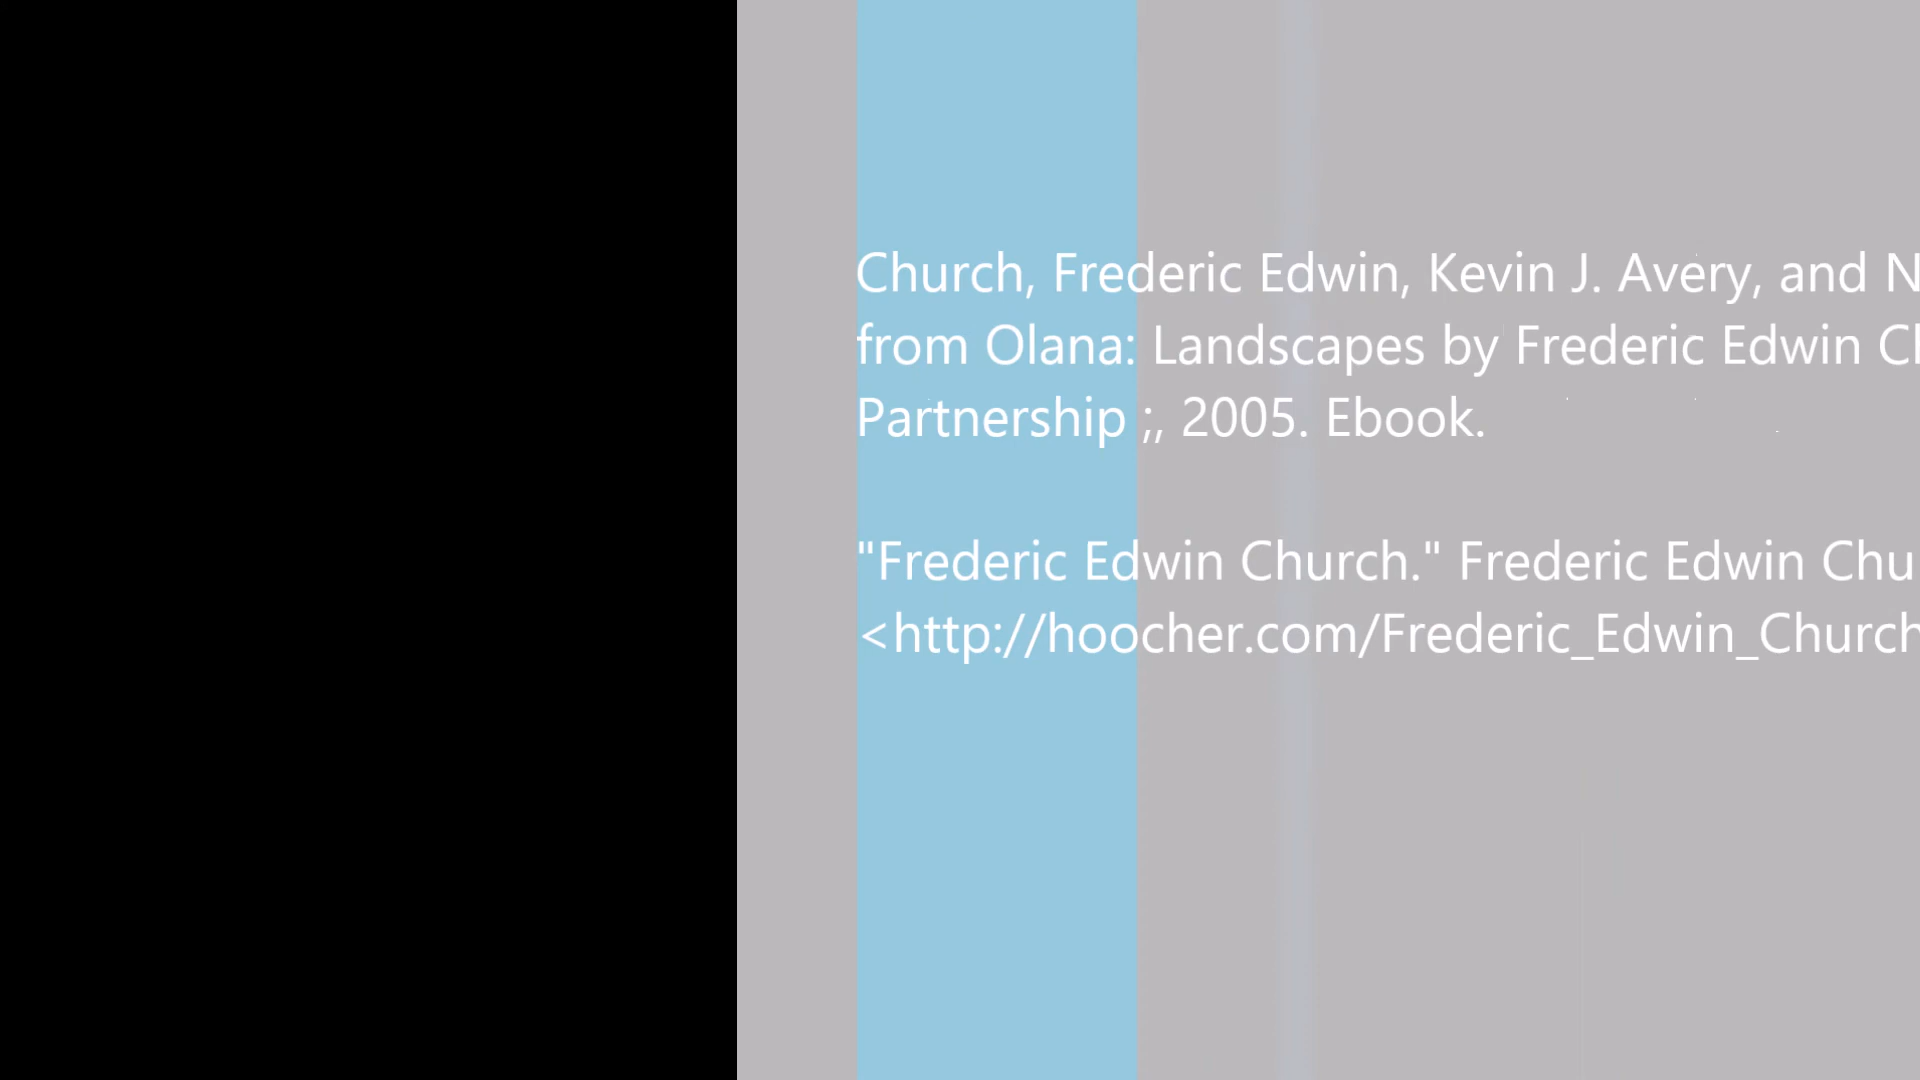 Church, Frederic Edwin, Kevin J. Avery, and N
from Olana: Landscapes by Frederic Edwin Ch
Partnership ;, 2005. Ebook.
"Frederic Edwin Church." Frederic Edwin Chu
<http://hoocher.com/Frederic_Edwin_Church